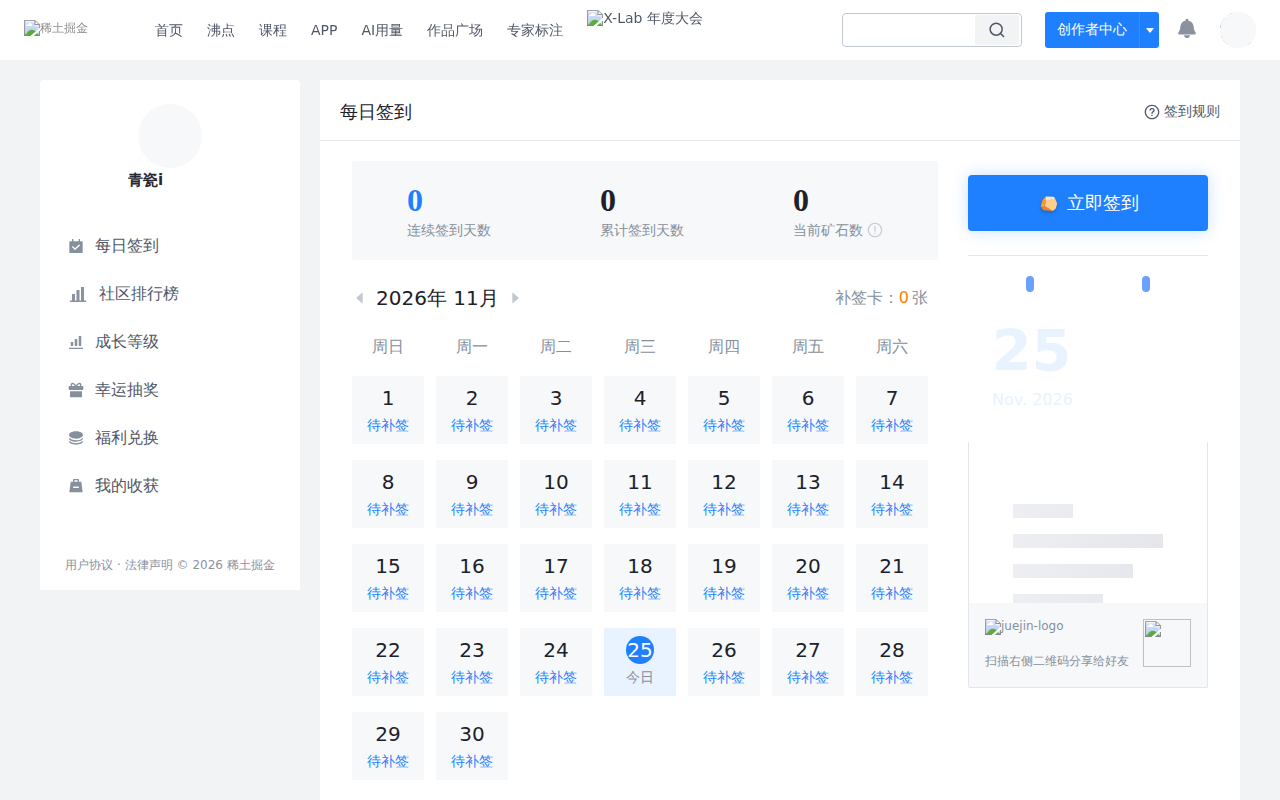 稀土掘金
首页 沸点 课程 APP AI用量 作品广场 专家标注 X-Lab 年度大会 创作者中心
青瓷i
每日签到
社区排行榜
成长等级
幸运抽奖
福利兑换
我的收获
用户协议 · 法律声明 © 2026 稀土掘金
每日签到 签到规则
0 0 0
连续签到天数 累计签到天数 当前矿石数
2026年 11月 补签卡：0 张
周日 周一 周二 周三 周四 周五 周六
1 2 3 4 5 6 7
待补签 待补签 待补签 待补签 待补签 待补签 待补签
8 9 10 11 12 13 14
待补签 待补签 待补签 待补签 待补签 待补签 待补签
15 16 17 18 19 20 21
待补签 待补签 待补签 待补签 待补签 待补签 待补签
22 23 24 25 26 27 28
待补签 待补签 待补签 今日 待补签 待补签 待补签
29 30
待补签 待补签
立即签到
25
Nov. 2026
juejin-logo
扫描右侧二维码分享给好友